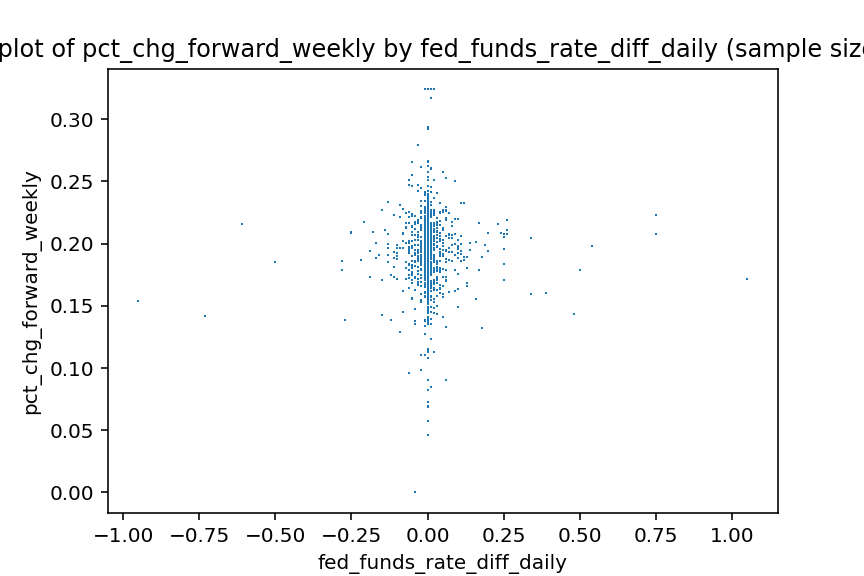 plot of pct_chg_forward_weekly by fed_funds_rate_diff_daily (sample size
0.30
0.25
0.20
0.15
0.10
0.05
0.00
pct_chg_forward_weekly
−1.00 −0.75 −0.50 −0.25 0.00 0.25 0.50 0.75 1.00
fed_funds_rate_diff_daily